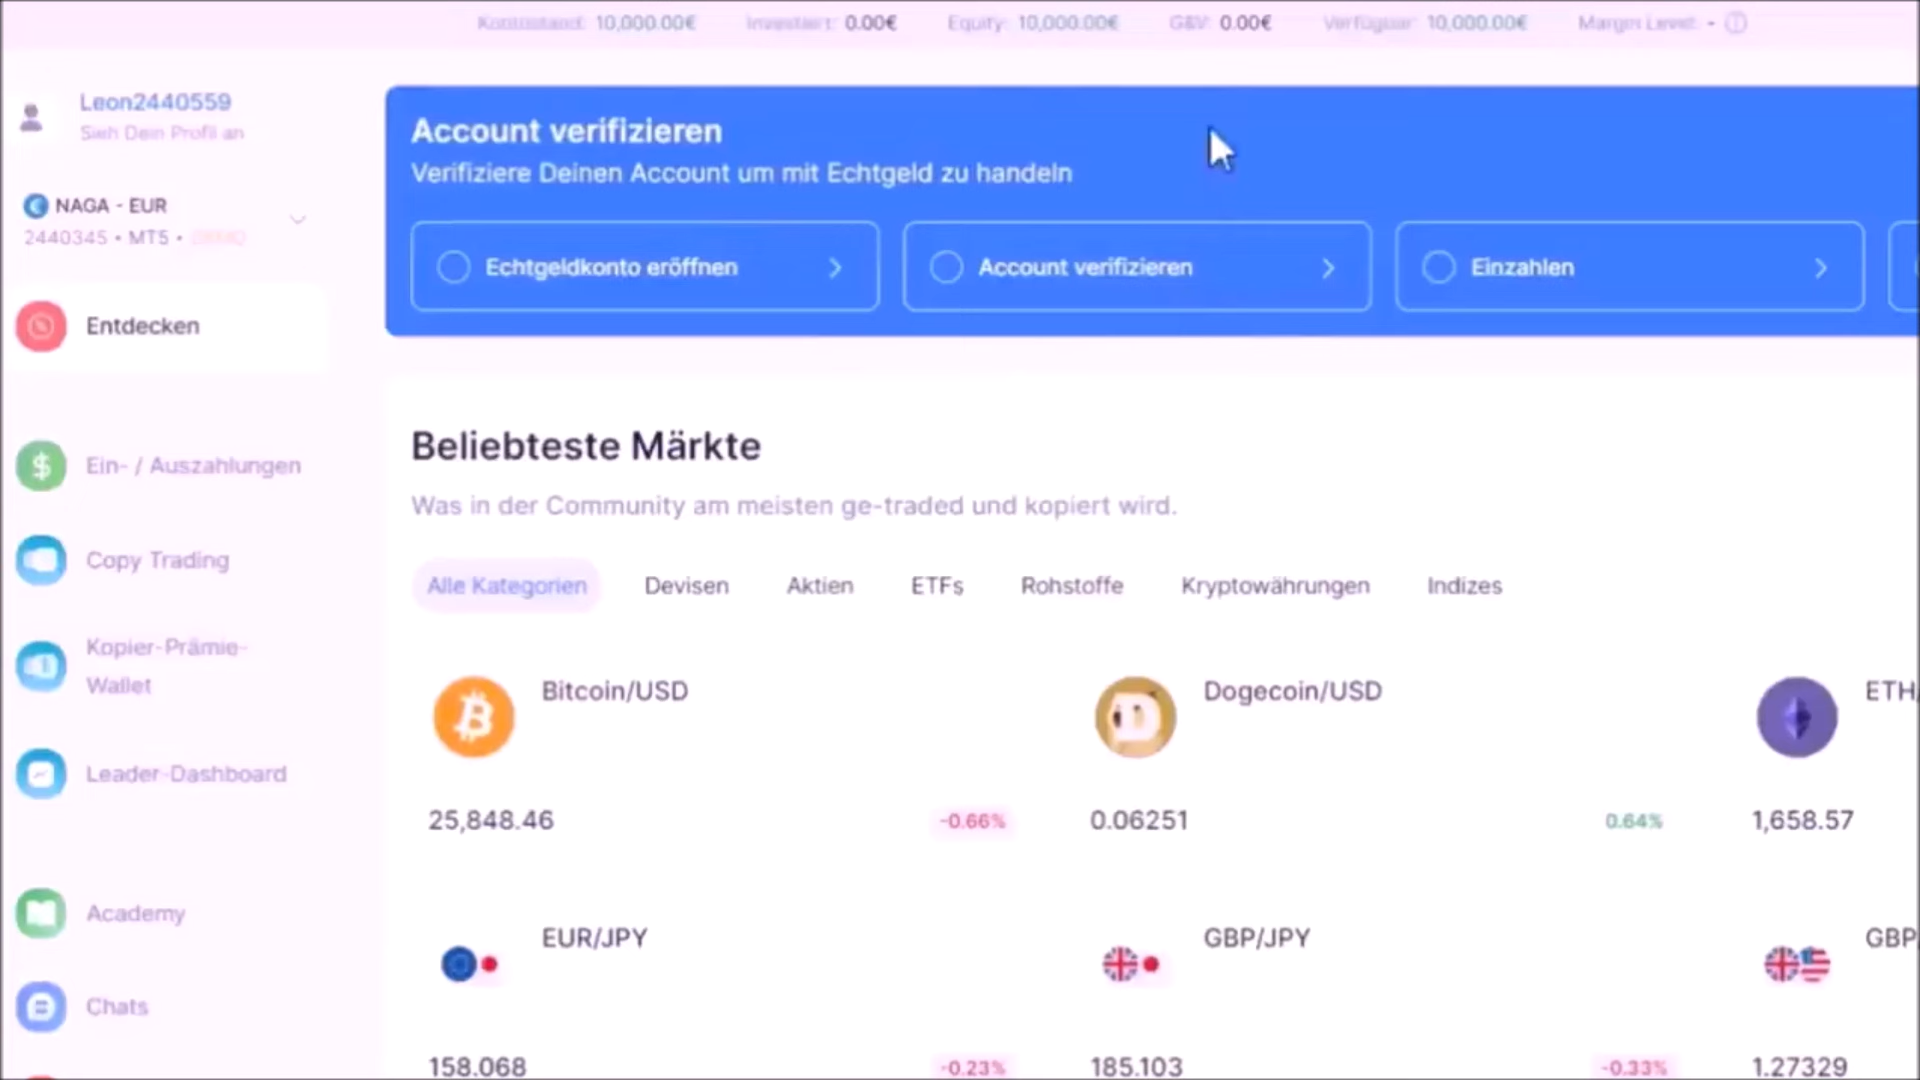 Kontostand: 10,000.00€ Investiert: 0.00€ Equity: 10,000.00€ G&V: 0.00€ Verfügbar: 10,000.00€ Margin Level: -
Leon2440559
Sieh Dein Profil an
NAGA - EUR
2440345 • MT5 • DEMO
Entdecken
Ein- / Auszahlungen
Copy Trading
Kopier-Prämie-
Wallet
Leader-Dashboard
Academy
Chats
Account verifizieren
Verifiziere Deinen Account um mit Echtgeld zu handeln
Echtgeldkonto eröffnen
Account verifizieren
Einzahlen
Beliebteste Märkte
Was in der Community am meisten ge-traded und kopiert wird.
Alle Kategorien Devisen Aktien ETFs Rohstoffe Kryptowährungen Indizes
Bitcoin/USD
25,848.46 -0.66%
Dogecoin/USD
0.06251 0.64%
ETH/
1,658.57
EUR/JPY
158.068 -0.23%
GBP/JPY
185.103 -0.33%
GBP
1.27329